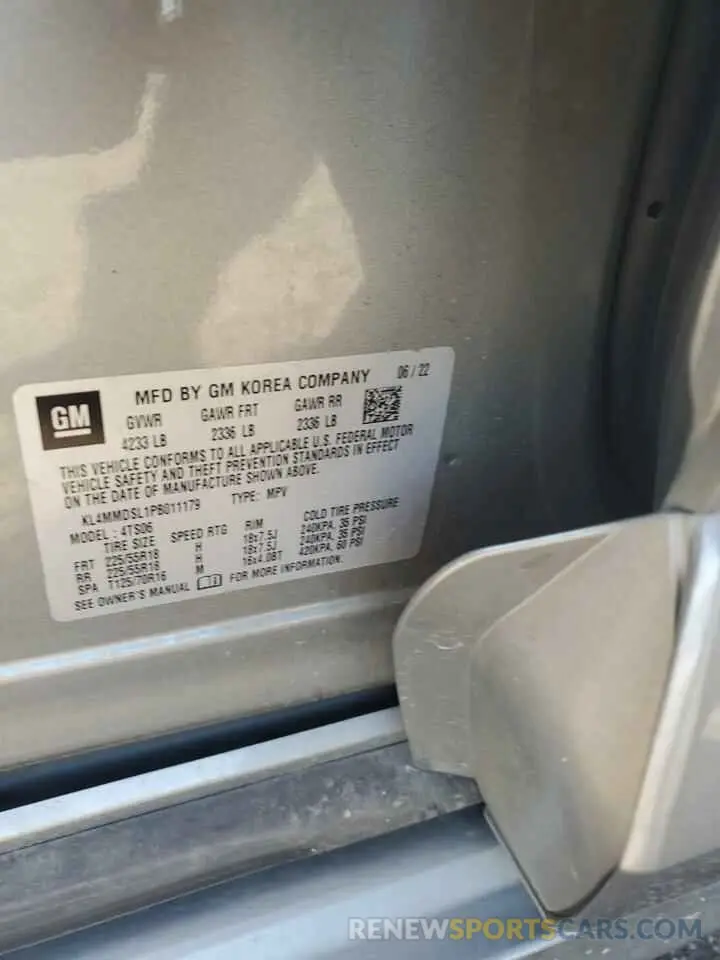 GM
MFD BY GM KOREA COMPANY 06 / 22
GVWR GAWR FRT GAWR RR
4233 LB 2336 LB 2336 LB
THIS VEHICLE CONFORMS TO ALL APPLICABLE U.S. FEDERAL MOTOR
VEHICLE SAFETY AND THEFT PREVENTION STANDARDS IN EFFECT
ON THE DATE OF MANUFACTURE SHOWN ABOVE.
KL4MMDSL1PB011179 TYPE: MPV
MODEL: 4TS06
TIRE SIZE SPEED RTG RIM COLD TIRE PRESSURE
FRT 225/55R18 H 18x7.5J 240KPA, 35 PSI
RR 225/55R18 H 18x7.5J 240KPA, 35 PSI
SPA T125/70R16 M 16x4.0BT 420KPA, 60 PSI
SEE OWNER'S MANUAL FOR MORE INFORMATION.
RENEWSPORTSCARS.COM